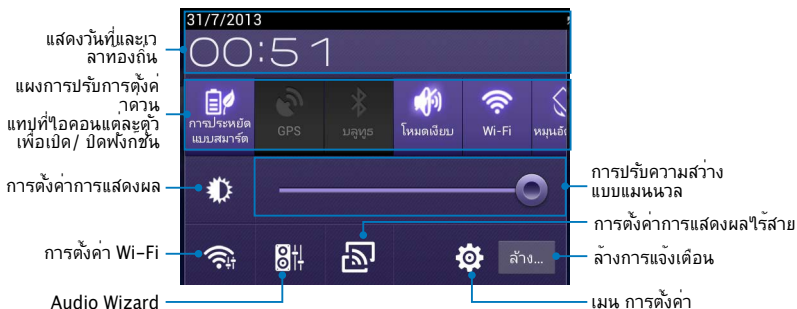 31/7/2013
00:51
แสดงวันที่และเว
ลาท้องถิ่น
แผงการปรับการตั้งค่
าด่วน
แทปที่ไอคอนแต่ละตัว
เพื่อเปิด/ ปิดฟังก์ชั่น
การประหยัด
แบบสมาร์ต
GPS
บลูทูธ
โหมดเงียบ
Wi-Fi
หมุนอัต
การตั้งค่าการแสดงผล
การปรับความสว่าง
แบบแมนนวล
การตั้งค่าการแสดงผลไร้สาย
การตั้งค่า Wi-Fi
ล้าง...
ล้างการแจ้งเตือน
Audio Wizard
เมนู การตั้งค่า